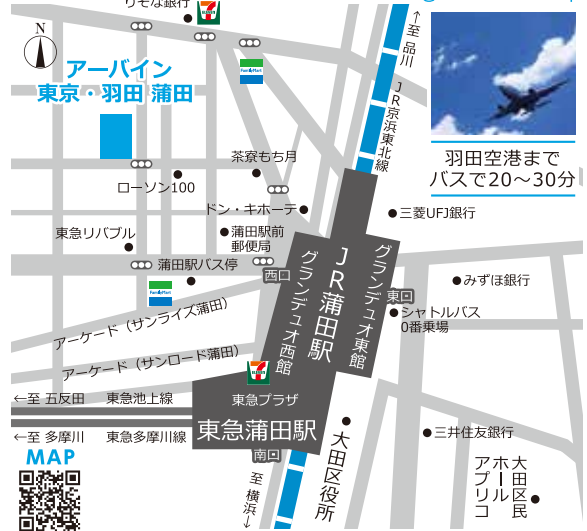 りそな銀行
N
アーバイン
東京・羽田 蒲田
FamilyMart
←至 品川
JR京浜東北線
羽田空港まで
バスで20～30分
茶寮もち月
ローソン100
ドン・キホーテ
三菱UFJ銀行
東急リバブル
蒲田駅前
郵便局
蒲田駅バス停
西口
グランデュオ西館
JR蒲田駅
グランデュオ東館
東口
みずほ銀行
シャトルバス
0番乗場
FamilyMart
アーケード（サンライズ蒲田）
アーケード（サンロード蒲田）
←至 五反田 東急池上線
東急プラザ
東急蒲田駅
←至 多摩川 東急多摩川線
南口
大田区役所
三井住友銀行
大田区民
ホール
アプリコ
至 横浜→
MAP